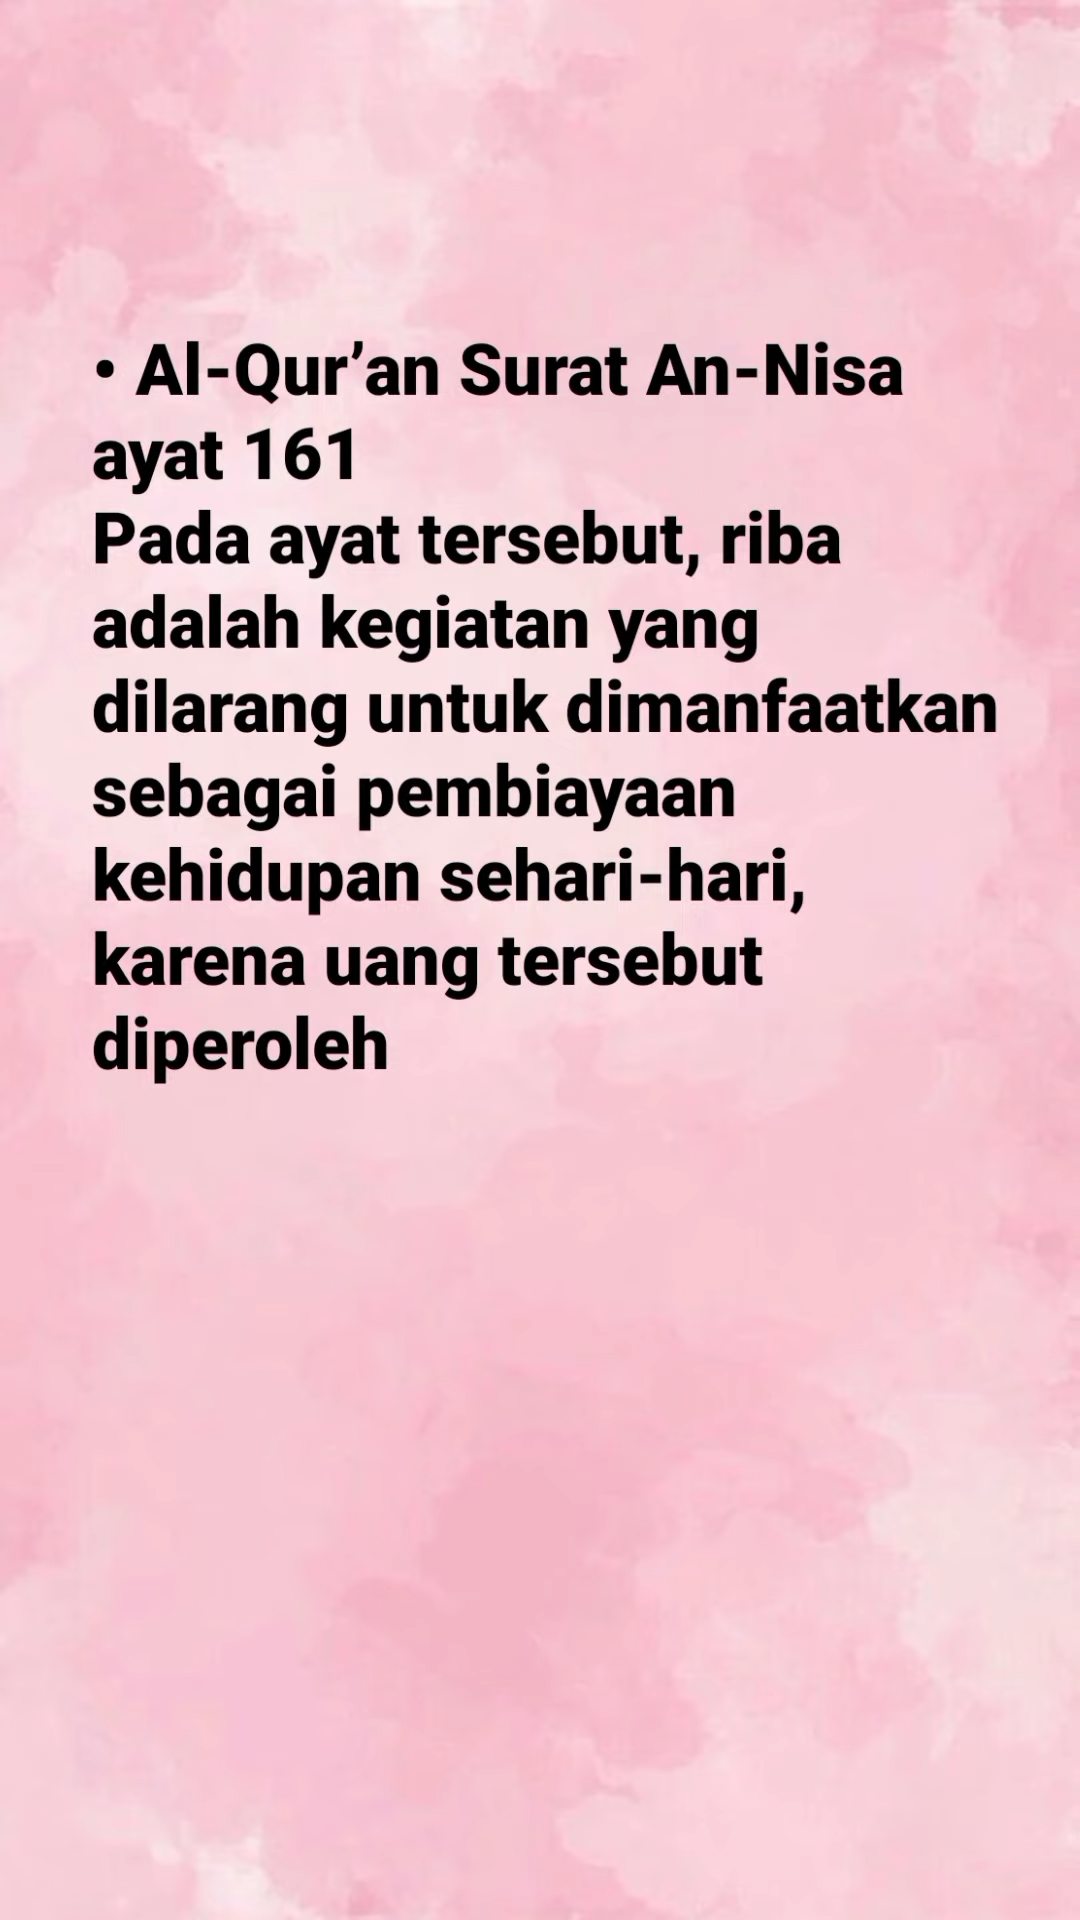 • Al-Qur’an Surat An-Nisa
ayat 161
Pada ayat tersebut, riba
adalah kegiatan yang
dilarang untuk dimanfaatkan
sebagai pembiayaan
kehidupan sehari-hari,
karena uang tersebut
diperoleh